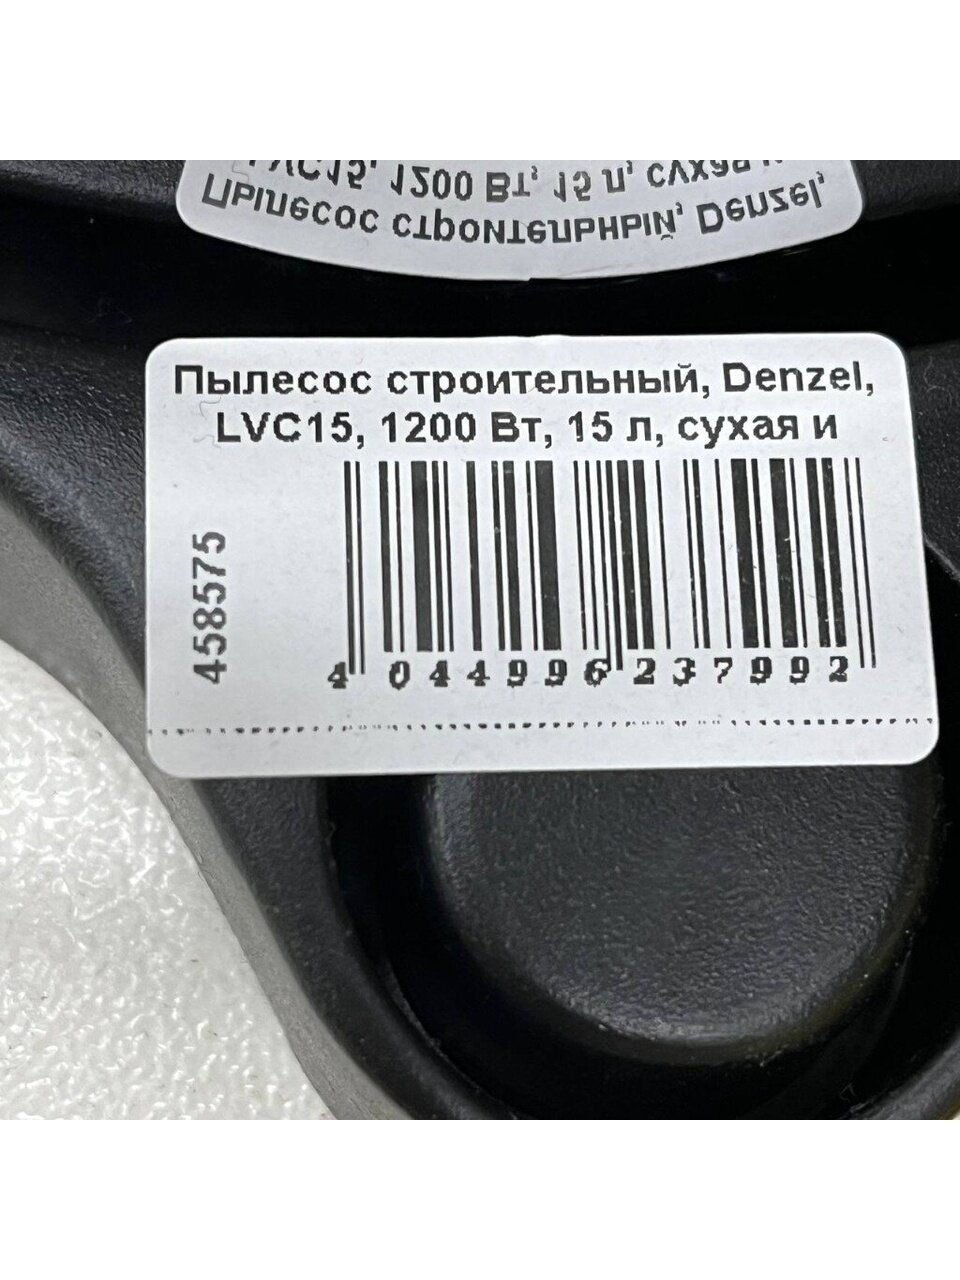 Пылесос строительный, Denzel,
LVC15, 1200 Вт, 15 л, сухая и
458575
4 044996 237992